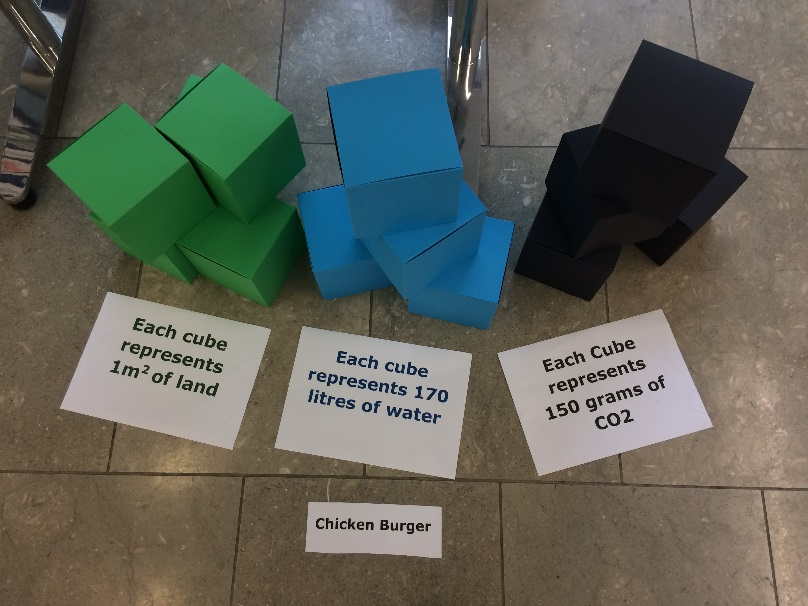 Each cube
represents
1m² of land
Each cube
represents 170
litres of water
Each Cube
represents
150 grams of
CO2
Chicken Burger